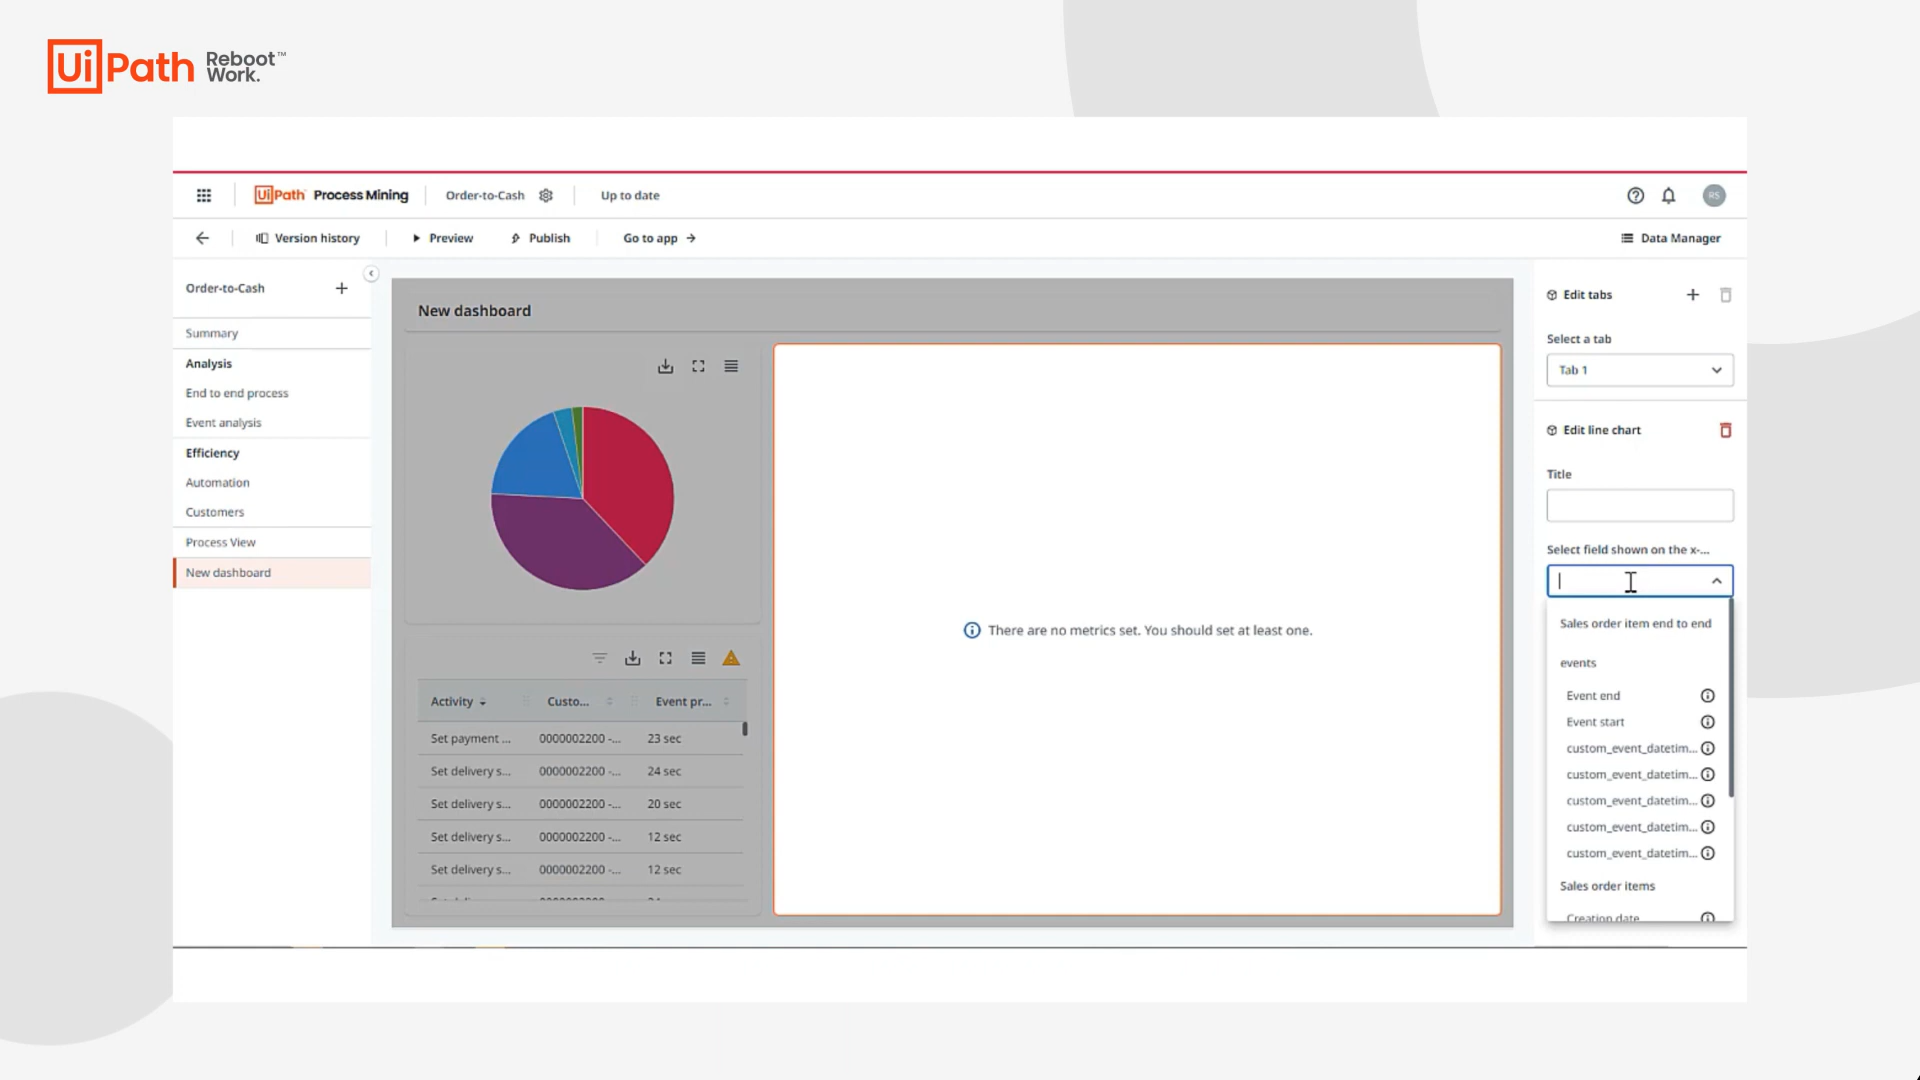 UiPath Reboot Work.™
UiPath Process Mining
Order-to-Cash
Up to date
RS
Version history
Preview
Publish
Go to app
Data Manager
Order-to-Cash
Summary
Analysis
End to end process
Event analysis
Efficiency
Automation
Customers
Process View
New dashboard
New dashboard
Activity Custo... Event pr...
Set payment ... 0000002200 -... 23 sec
Set delivery s... 0000002200 -... 24 sec
Set delivery s... 0000002200 -... 20 sec
Set delivery s... 0000002200 -... 12 sec
Set delivery s... 0000002200 -... 12 sec
There are no metrics set. You should set at least one.
Edit tabs
Select a tab
Tab 1
Edit line chart
Title
Select field shown on the x-...
Sales order item end to end
events
Event end
Event start
custom_event_datetim...
custom_event_datetim...
custom_event_datetim...
custom_event_datetim...
custom_event_datetim...
Sales order items
Creation date